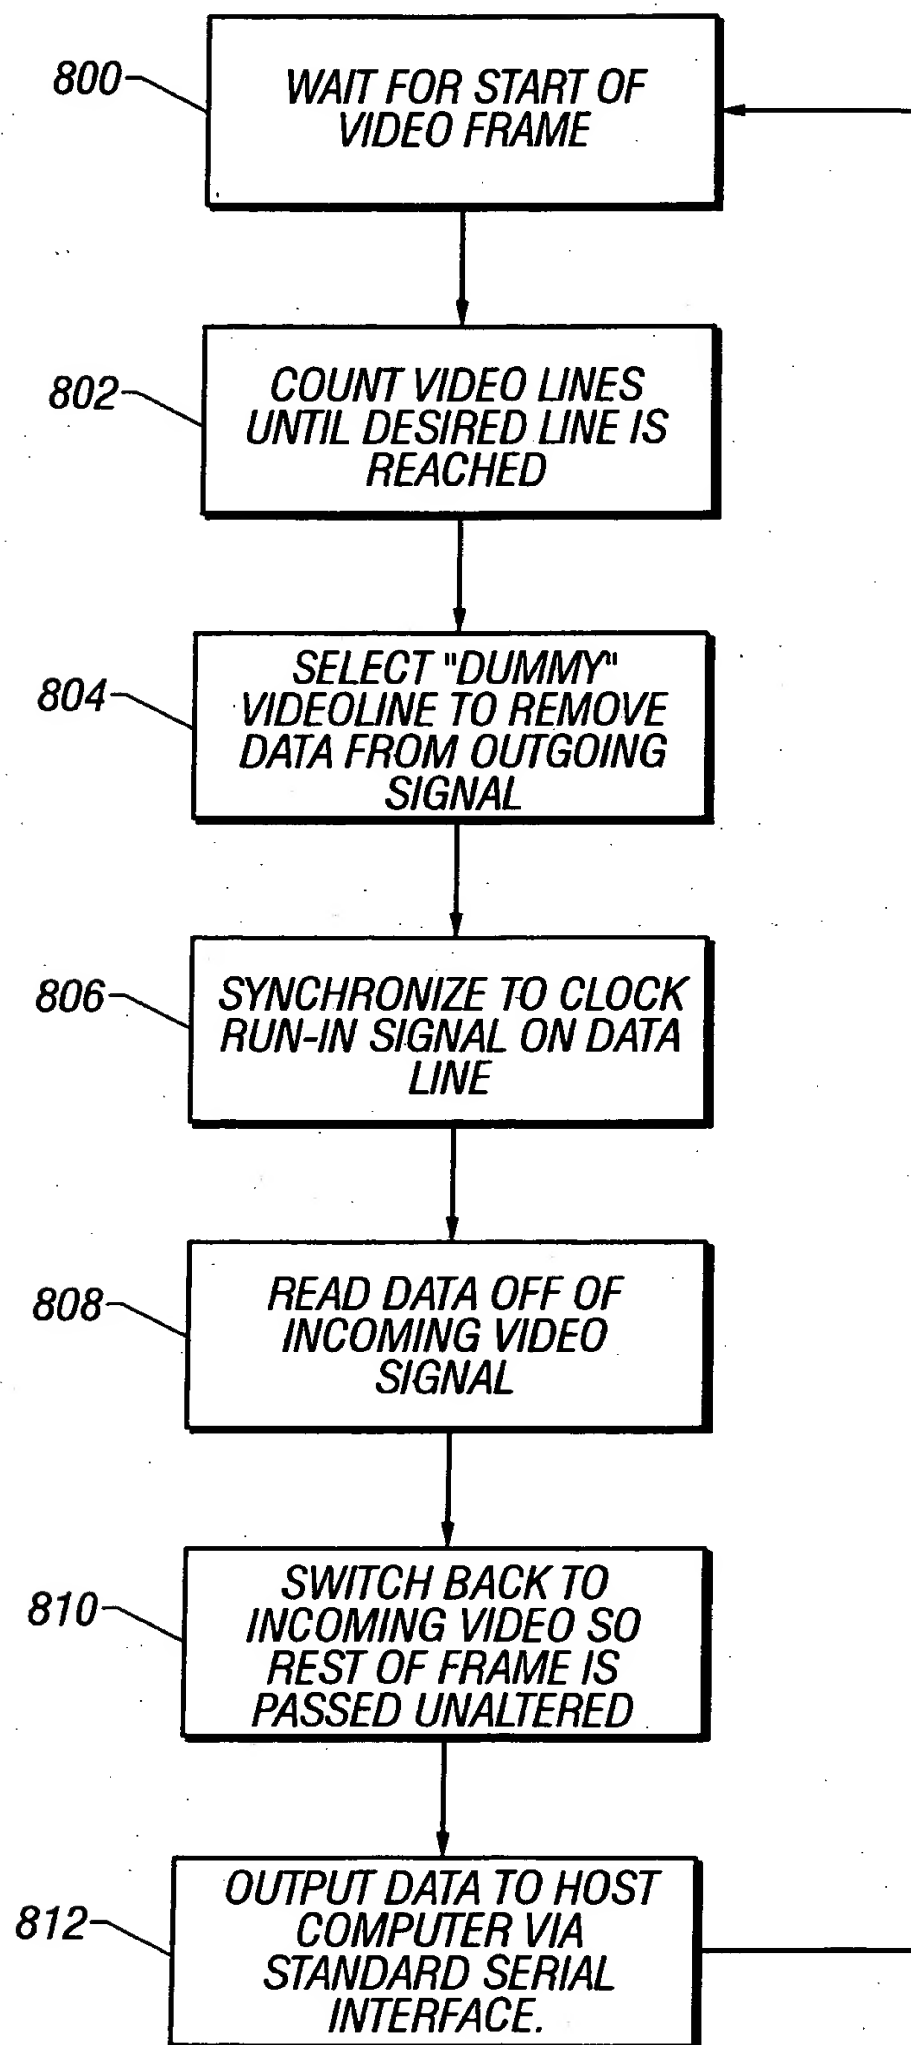 800
WAIT FOR START OF
VIDEO FRAME
802
COUNT VIDEO LINES
UNTIL DESIRED LINE IS
REACHED
804
SELECT "DUMMY"
VIDEOLINE TO REMOVE
DATA FROM OUTGOING
SIGNAL
806
SYNCHRONIZE TO CLOCK
RUN-IN SIGNAL ON DATA
LINE
808
READ DATA OFF OF
INCOMING VIDEO
SIGNAL
810
SWITCH BACK TO
INCOMING VIDEO SO
REST OF FRAME IS
PASSED UNALTERED
812
OUTPUT DATA TO HOST
COMPUTER VIA
STANDARD SERIAL
INTERFACE.